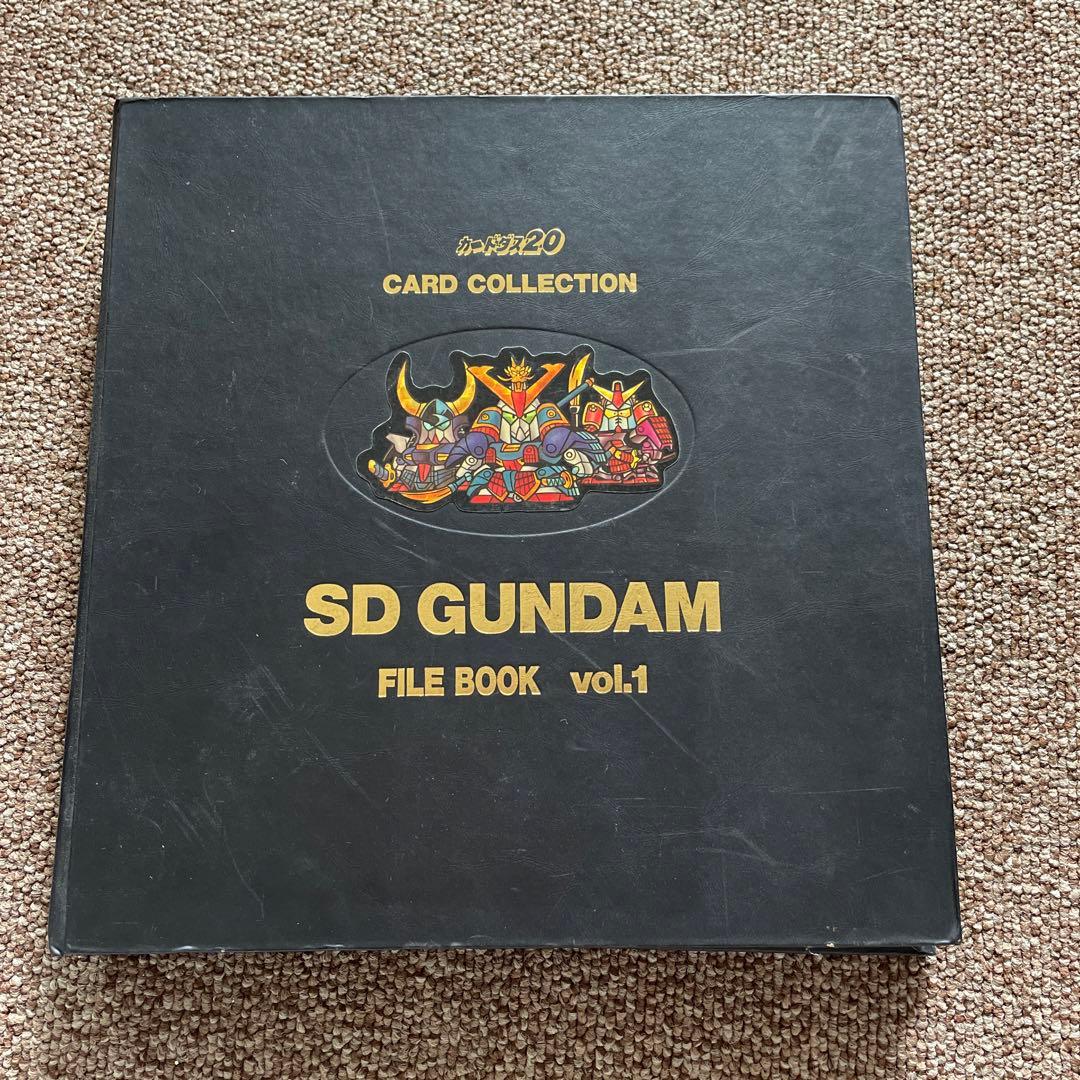 カードダス20
CARD COLLECTION
SD GUNDAM
FILE BOOK vol.1